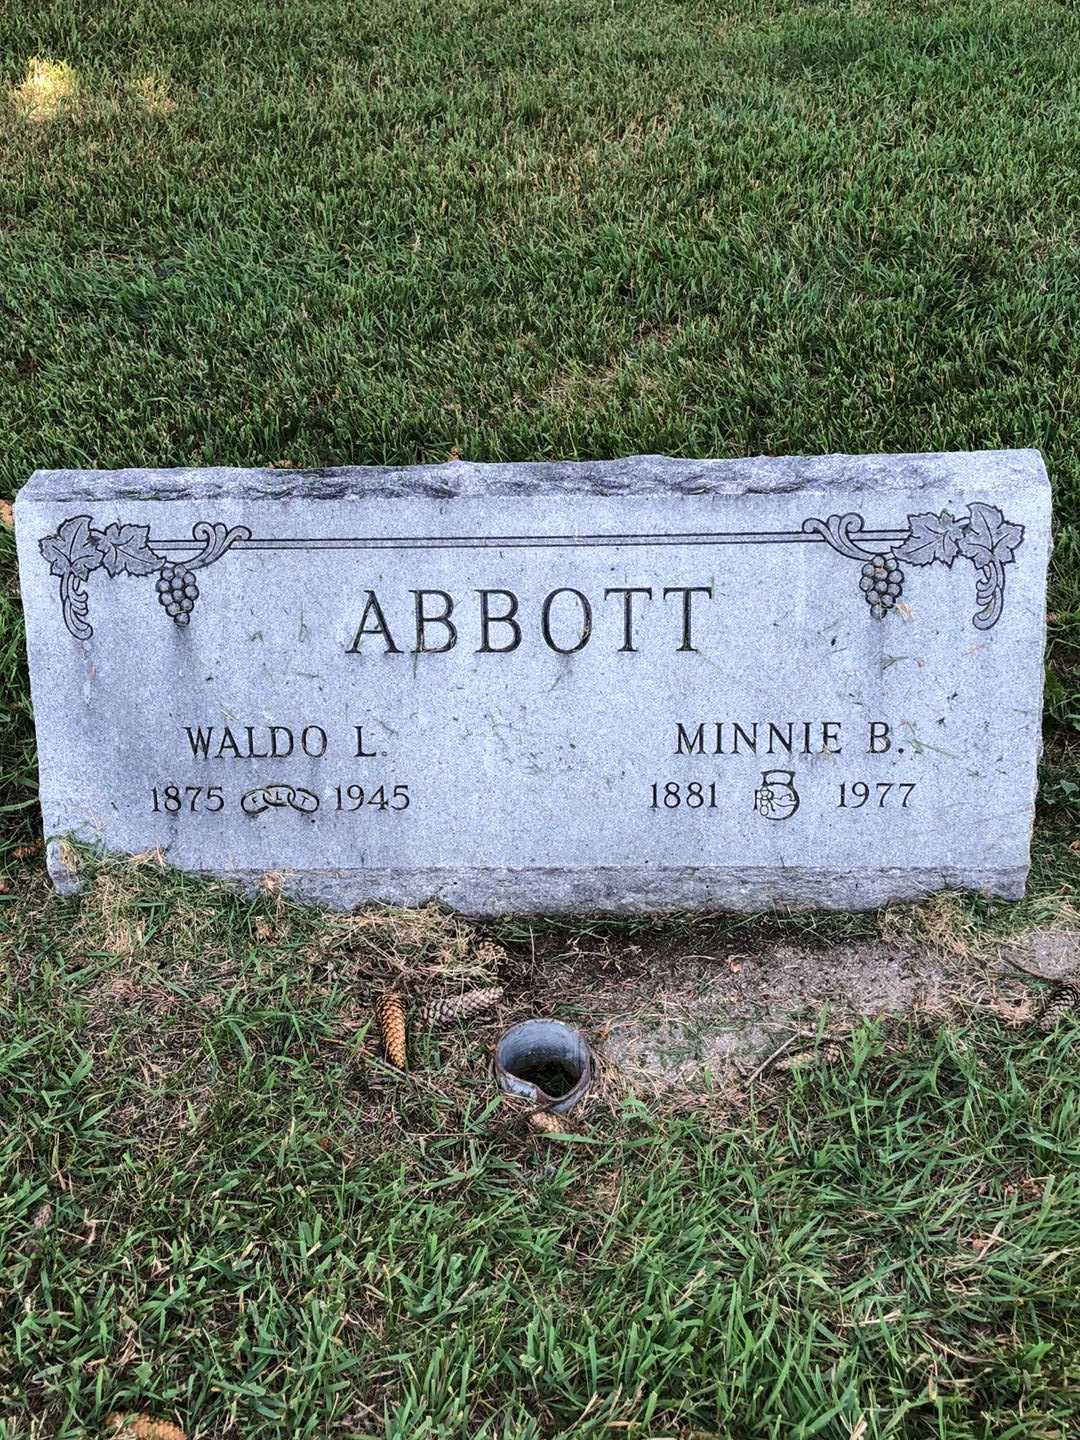 ABBOTT
WALDO L.
1875 F L T 1945
MINNIE B.
1881 1977